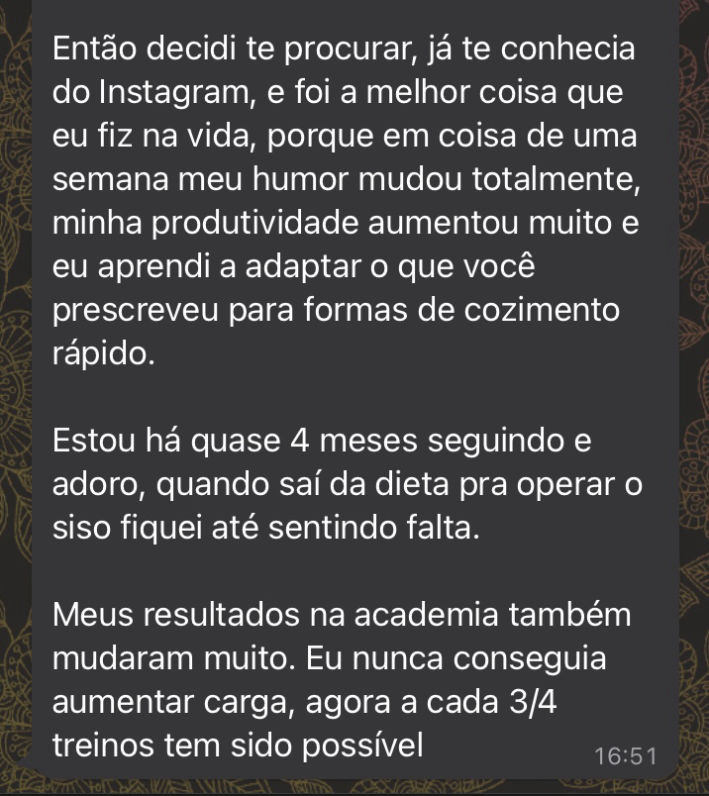 Então decidi te procurar, já te conhecia
do Instagram, e foi a melhor coisa que
eu fiz na vida, porque em coisa de uma
semana meu humor mudou totalmente,
minha produtividade aumentou muito e
eu aprendi a adaptar o que você
prescreveu para formas de cozimento
rápido.
Estou há quase 4 meses seguindo e
adoro, quando saí da dieta pra operar o
siso fiquei até sentindo falta.
Meus resultados na academia também
mudaram muito. Eu nunca conseguia
aumentar carga, agora a cada 3/4
treinos tem sido possível
16:51